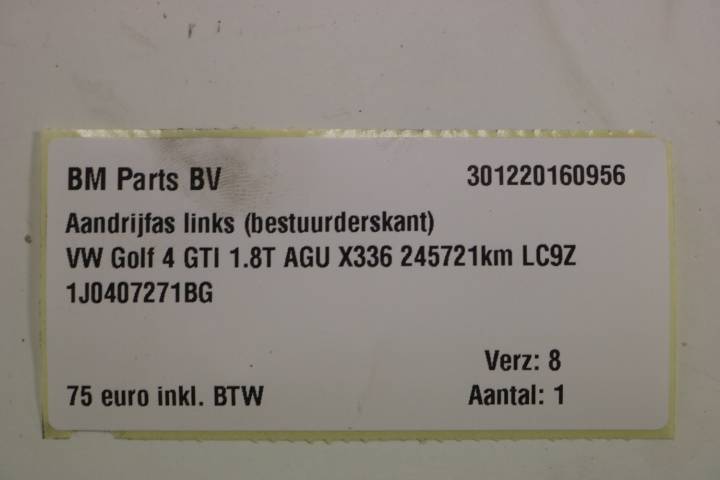 BM Parts BV 301220160956
Aandrijfas links (bestuurderskant)
VW Golf 4 GTI 1.8T AGU X336 245721km LC9Z
1J0407271BG
Verz: 8
75 euro inkl. BTW Aantal: 1